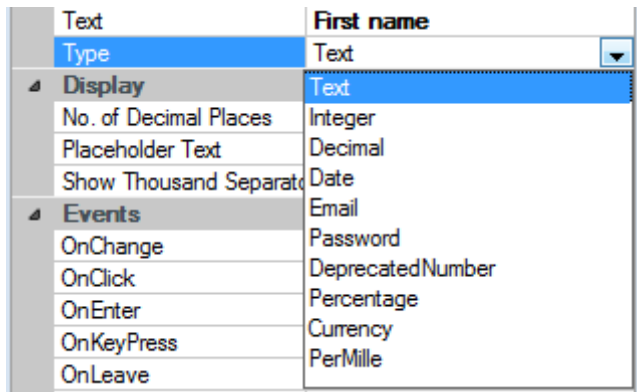 Text First name
Type Text
Display Text
No. of Decimal Places Integer
Placeholder Text Decimal
Show Thousand Separato Date
Events Email
OnChange Password
OnClick DeprecatedNumber
OnEnter Percentage
OnKeyPress Currency
OnLeave PerMille